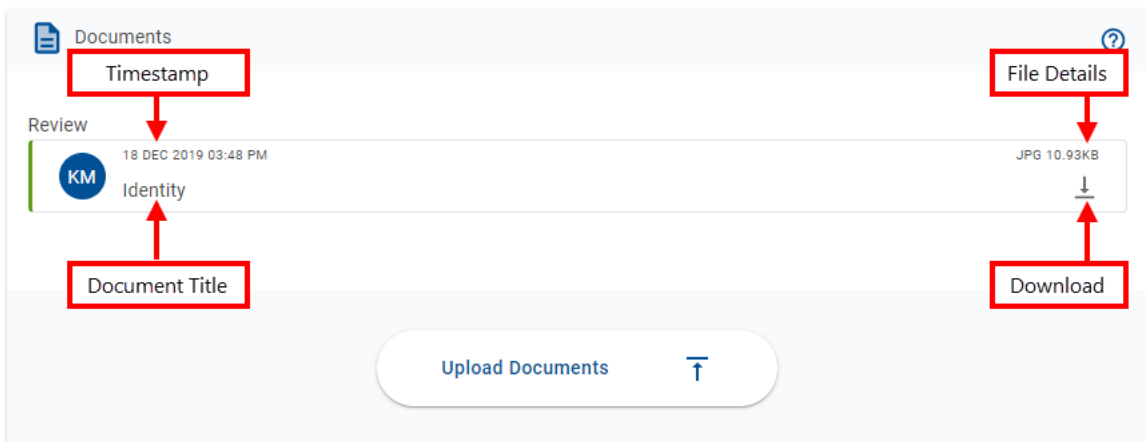 Documents
?
Timestamp
File Details
Review
18 DEC 2019 03:48 PM
JPG 10.93KB
KM
Identity
Document Title
Download
Upload Documents